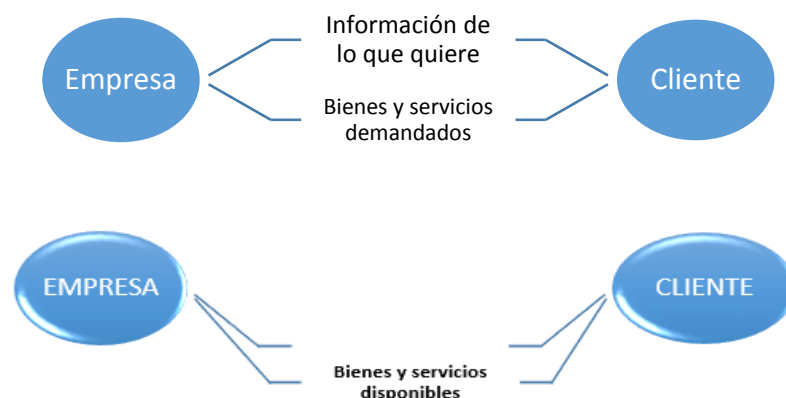 Información de
lo que quiere
Empresa
Cliente
Bienes y servicios
demandados
EMPRESA
CLIENTE
Bienes y servicios
disponibles